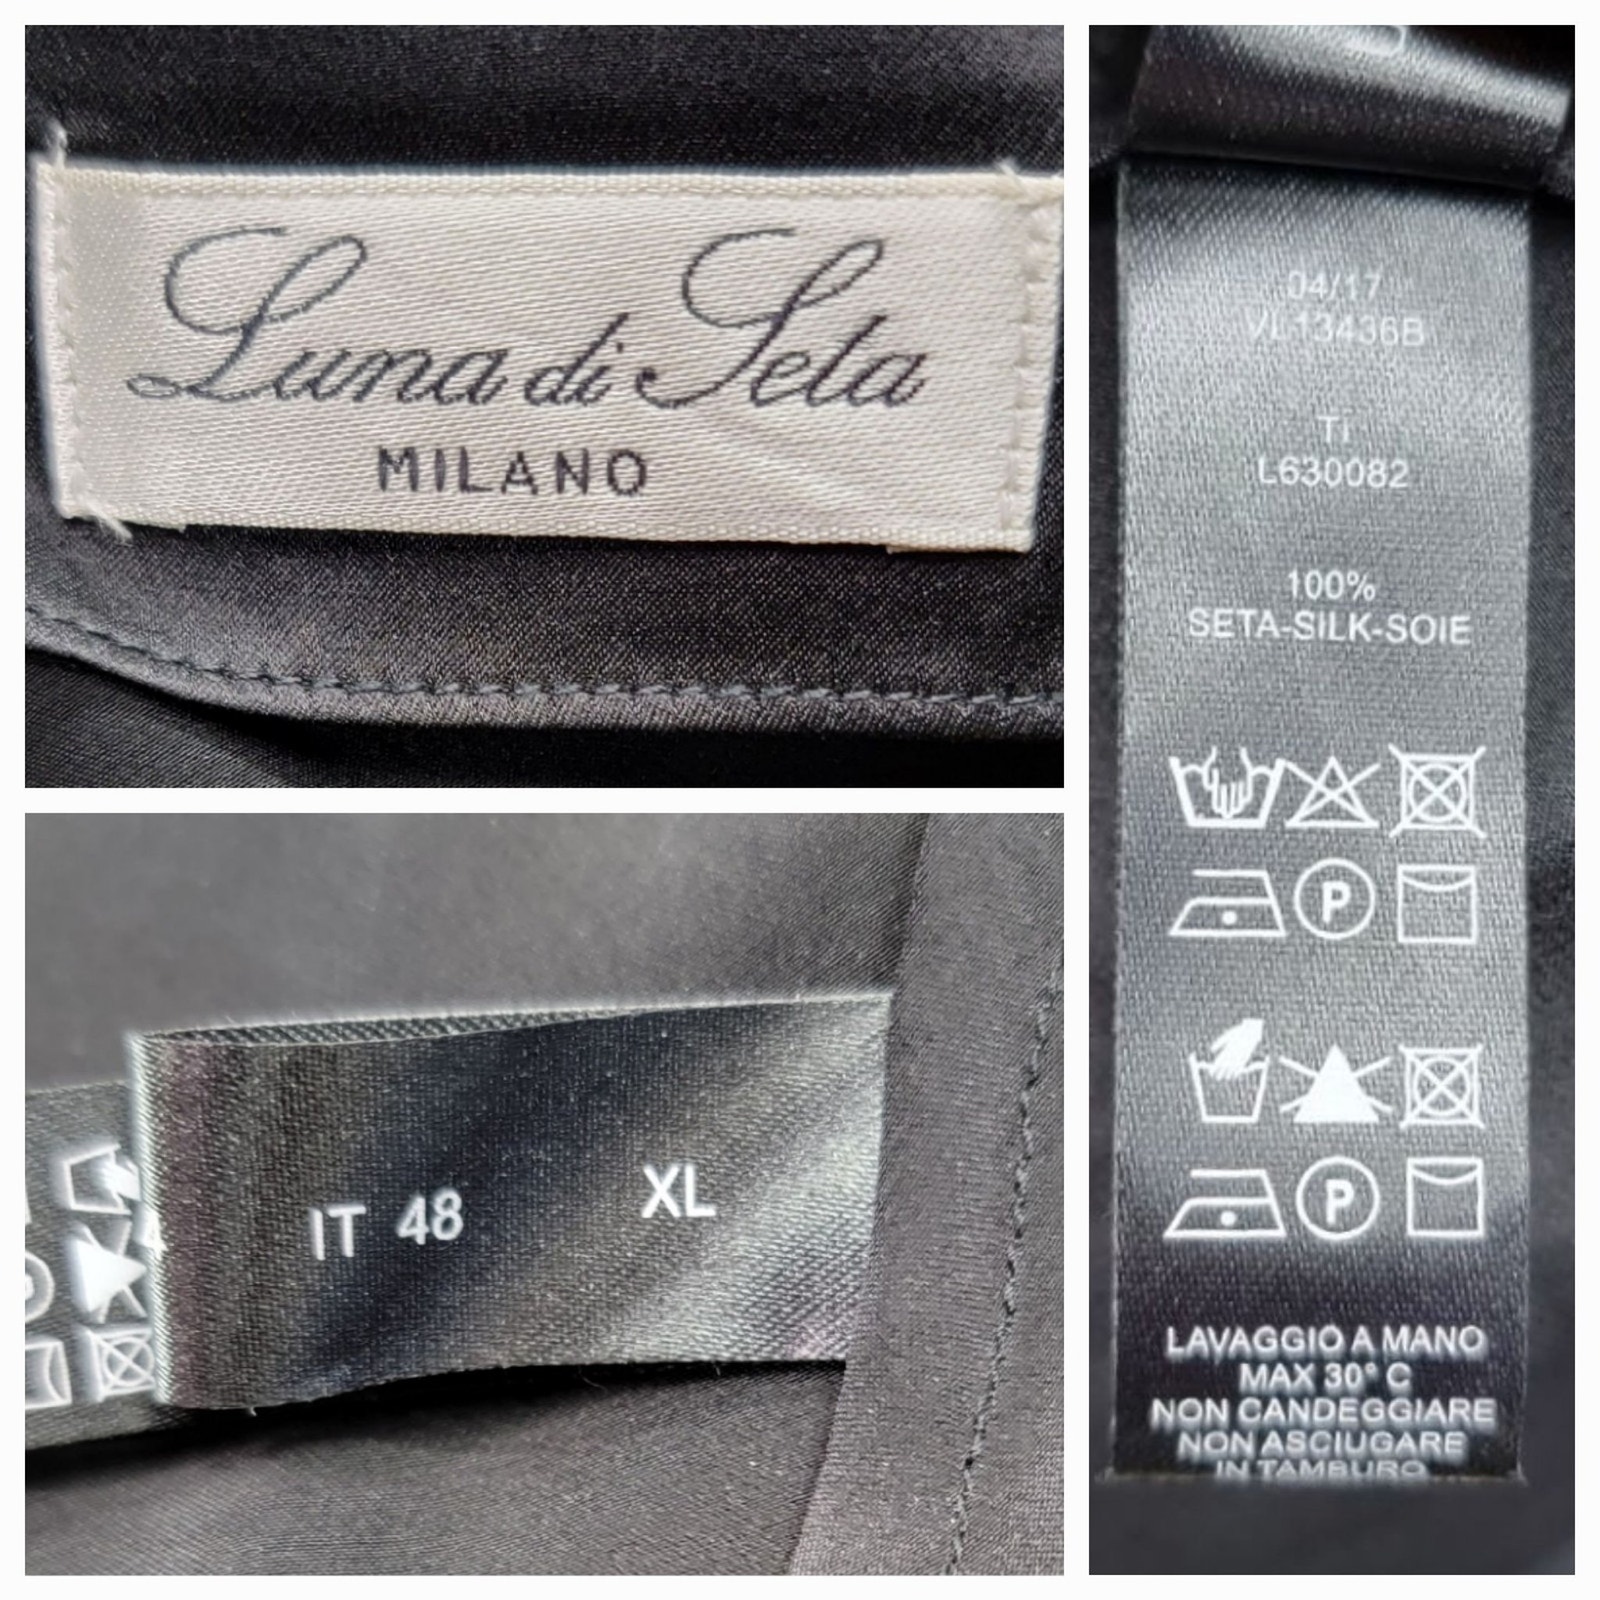 Luna di Seta
MILANO
IT 48 XL
04/17
VL13436B
TI
L630082
100%
SETA-SILK-SOIE
P
P
LAVAGGIO A MANO
MAX 30° C
NON CANDEGGIARE
NON ASCIUGARE
IN TAMBURO